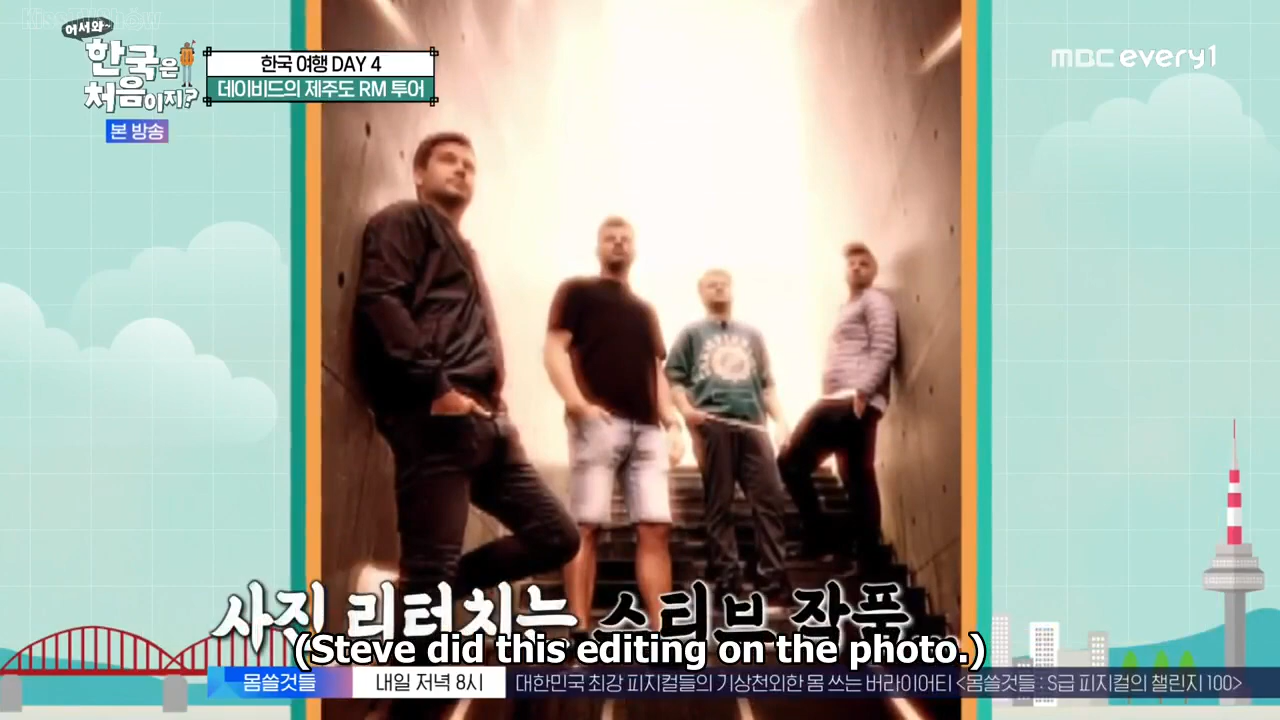 어서와~
한국은
처음이지?
본 방송
한국 여행 DAY 4
데이비드의 제주도 RM 투어
MBC every1
사진 리터치는 스티브 작품
(Steve did this editing on the photo.)
몸쓸것들 내일 저녁 8시 대한민국 최강 피지컬들의 기상천외한 몸 쓰는 버라이어티 <몸쓸것들 : S급 피지컬의 챌린지 100>